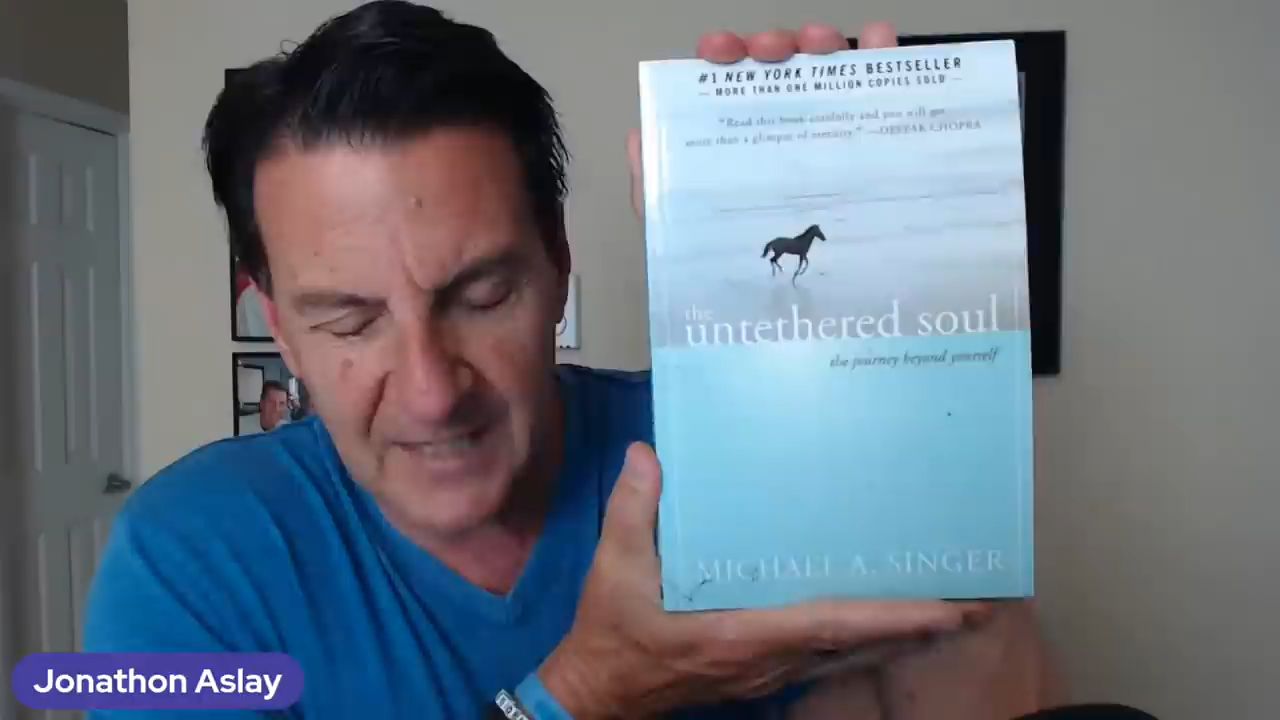 #1 NEW YORK TIMES BESTSELLER
— MORE THAN ONE MILLION COPIES SOLD —
"Read this book carefully and you will get
more than a glimpse of eternity." —DEEPAK CHOPRA
the
untethered soul
the journey beyond yourself
MICHAEL A. SINGER
Jonathon Aslay